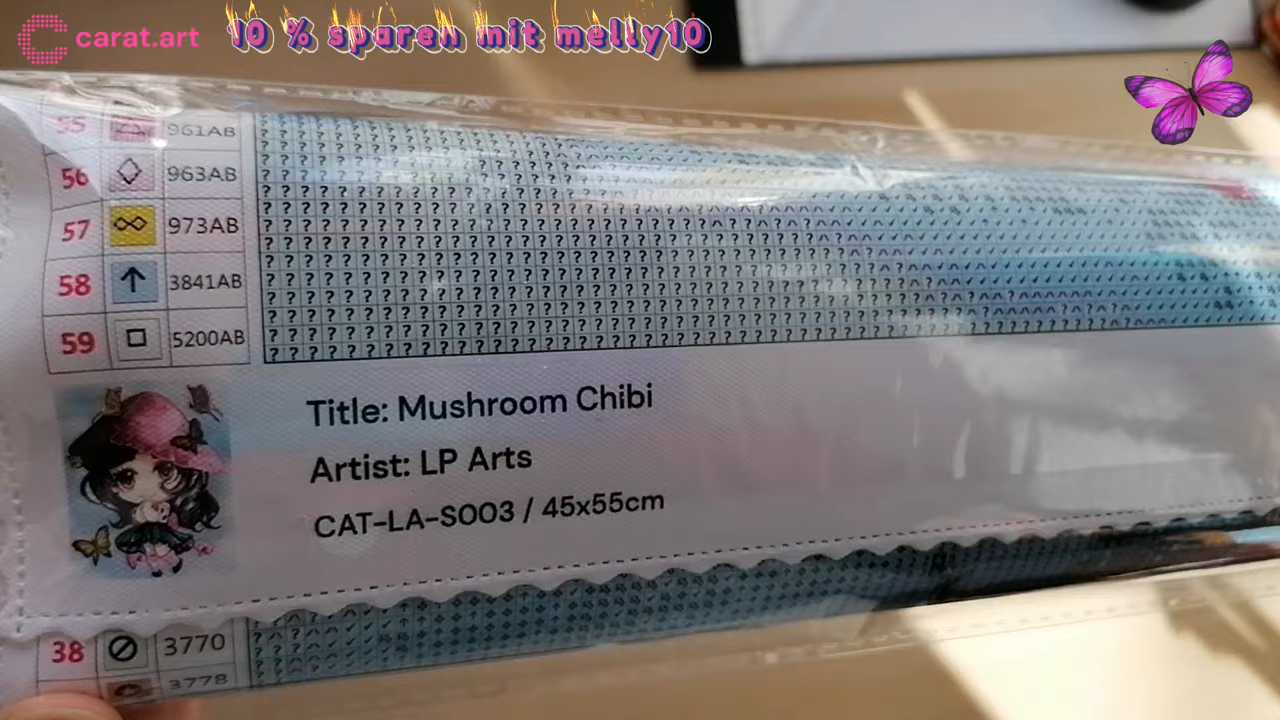 carat.art
10 % sparen mit melly10
55 961AB
56 963AB
57 973AB
58 3841AB
59 5200AB
Title: Mushroom Chibi
Artist: LP Arts
CAT-LA-S003 / 45x55cm
38 3770
3778